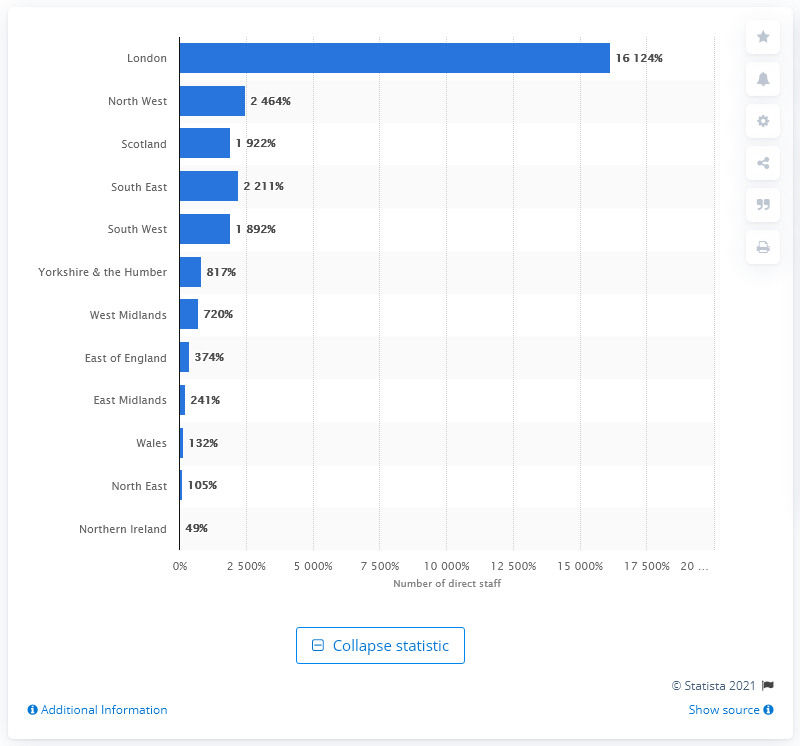 London 16 124%
North West 2 464%
Scotland 1 922%
South East 2 211%
South West 1 892%
Yorkshire & the Humber 817%
West Midlands 720%
East of England 374%
East Midlands 241%
Wales 132%
North East 105%
Northern Ireland 49%
0% 2 500% 5 000% 7 500% 10 000% 12 500% 15 000% 17 500% 20 ...
Number of direct staff
Collapse statistic
© Statista 2021
Additional Information Show source